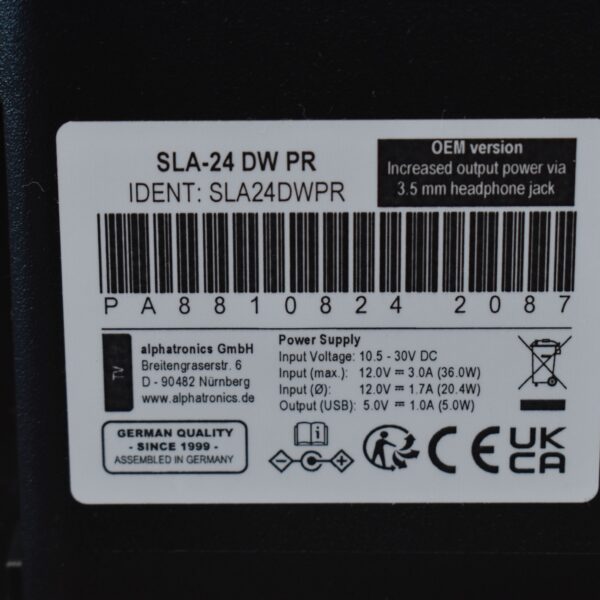 SLA-24 DW PR
IDENT: SLA24DWPR
OEM version
Increased output power via
3.5 mm headphone jack
PA8810824 2087
TV
alphatronics GmbH
Breitengraserstr. 6
D - 90482 Nürnberg
www.alphatronics.de
Power Supply
Input Voltage: 10.5 - 30V DC
Input (max.): 12.0V ⎓ 3.0A (36.0W)
Input (Ø): 12.0V ⎓ 1.7A (20.4W)
Output (USB): 5.0V ⎓ 1.0A (5.0W)
GERMAN QUALITY
- SINCE 1999 -
ASSEMBLED IN GERMANY
CE
UK
CA